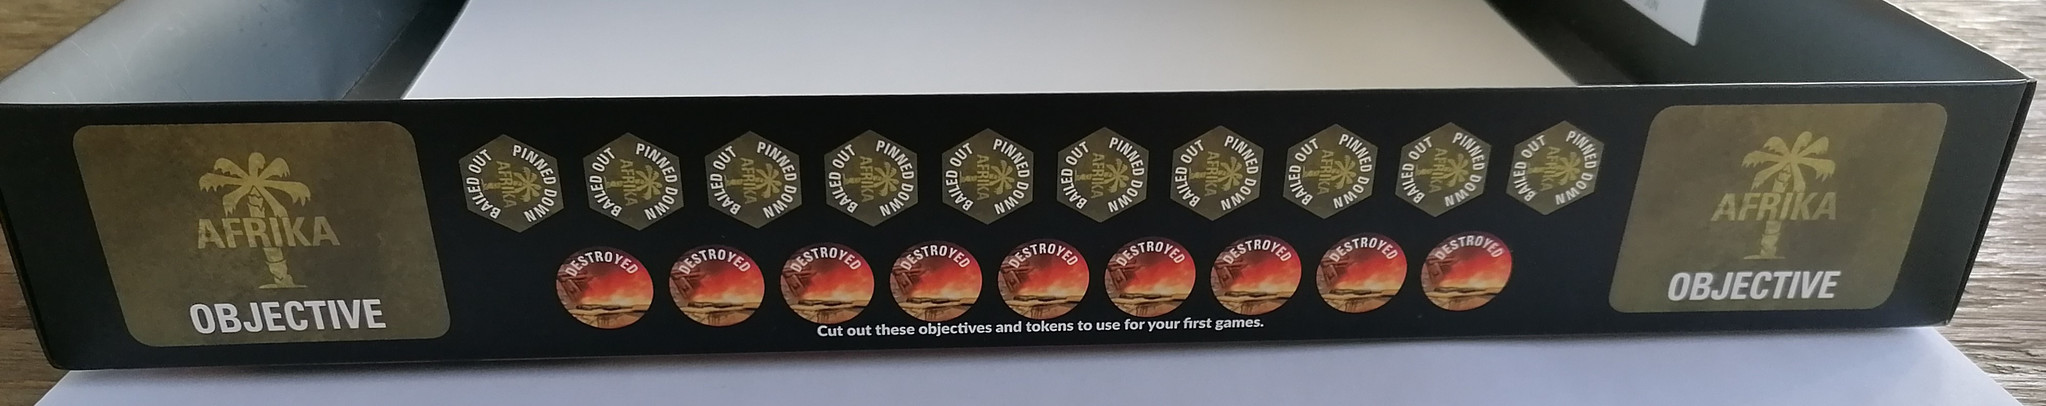 AFRIKA
OBJECTIVE
BAILED OUT PINNED DOWN AFRIKA
BAILED OUT PINNED DOWN AFRIKA
BAILED OUT PINNED DOWN AFRIKA
BAILED OUT PINNED DOWN AFRIKA
BAILED OUT PINNED DOWN AFRIKA
BAILED OUT PINNED DOWN AFRIKA
BAILED OUT PINNED DOWN AFRIKA
BAILED OUT PINNED DOWN AFRIKA
BAILED OUT PINNED DOWN AFRIKA
BAILED OUT PINNED DOWN AFRIKA
DESTROYED
DESTROYED
DESTROYED
DESTROYED
DESTROYED
DESTROYED
DESTROYED
DESTROYED
DESTROYED
Cut out these objectives and tokens to use for your first games.
AFRIKA
OBJECTIVE